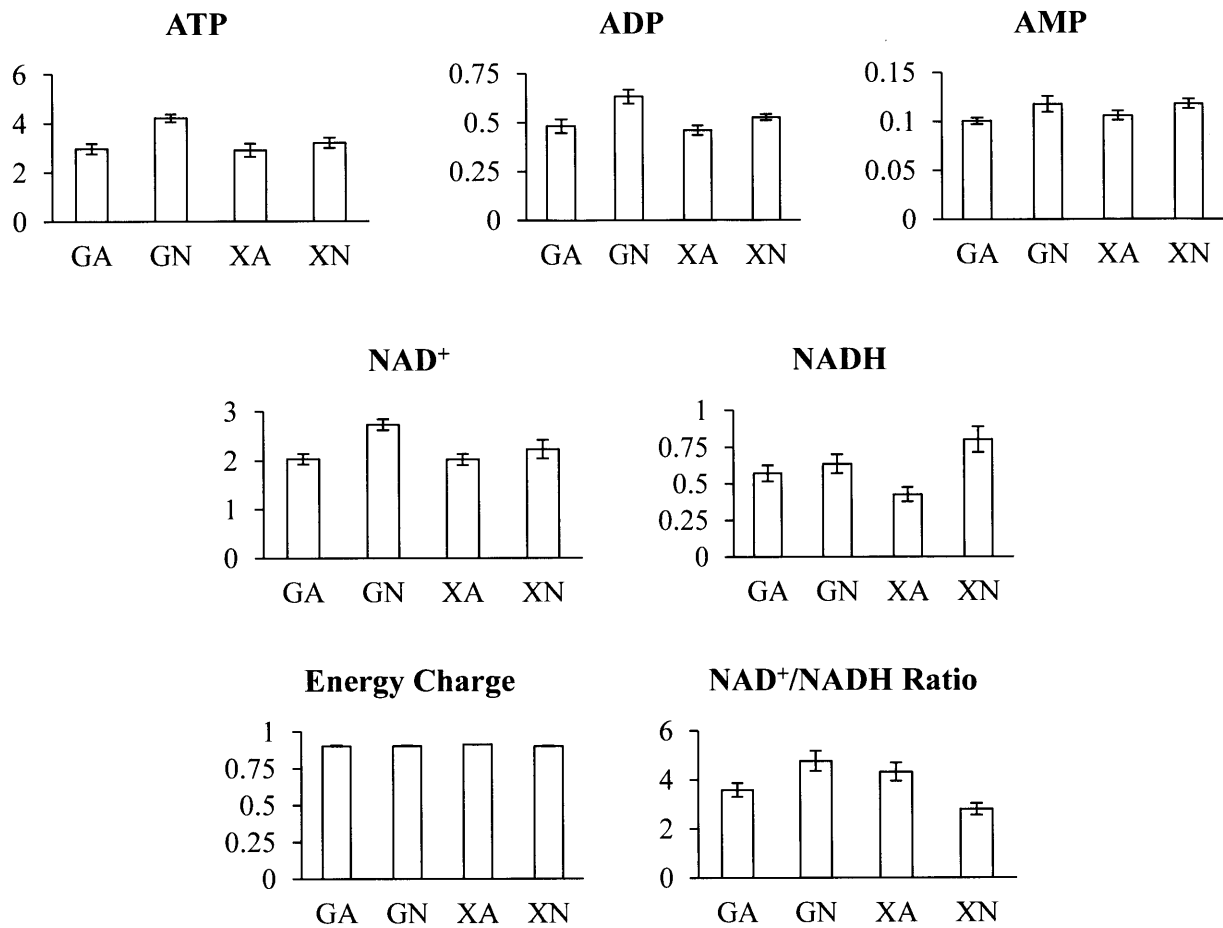 ATP
6
4
2
0
GA GN XA XN
ADP
0.75
0.5
0.25
0
GA GN XA XN
AMP
0.15
0.1
0.05
0
GA GN XA XN
NAD⁺
3
2
1
0
GA GN XA XN
NADH
1
0.75
0.5
0.25
0
GA GN XA XN
Energy Charge
1
0.75
0.5
0.25
0
GA GN XA XN
NAD⁺/NADH Ratio
6
4
2
0
GA GN XA XN